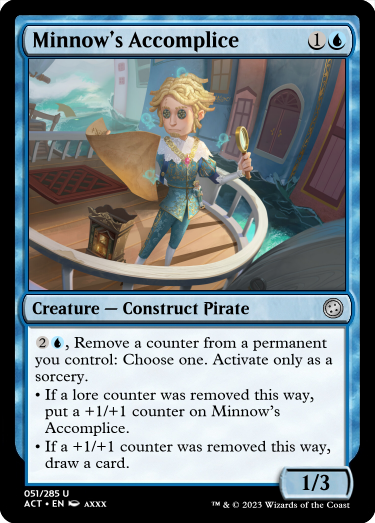 Minnow's Accomplice 1
Creature — Construct Pirate
2, Remove a counter from a permanent
you control: Choose one. Activate only as a
sorcery.
• If a lore counter was removed this way,
put a +1/+1 counter on Minnow's
Accomplice.
• If a +1/+1 counter was removed this way,
draw a card.
1/3
051/285 U
ACT • EN AXXX
™ & © 2023 Wizards of the Coast